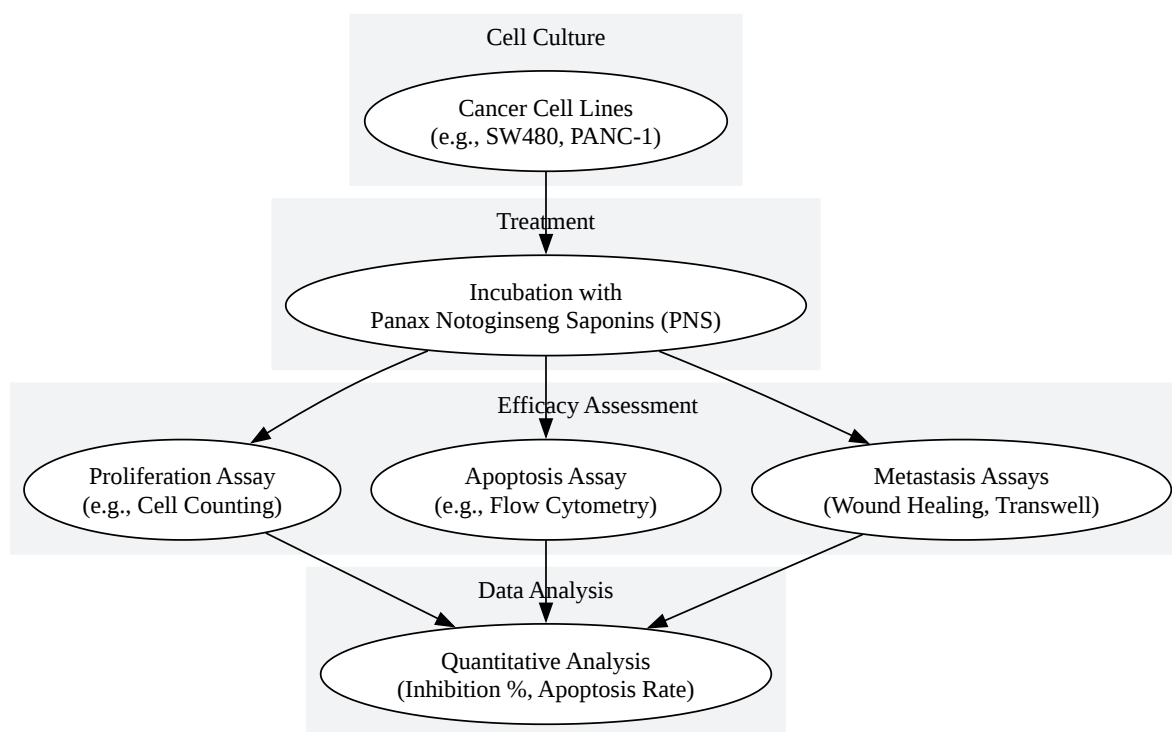 Cell Culture
Cancer Cell Lines
(e.g., SW480, PANC-1)
Treatment
Incubation with
Panax Notoginseng Saponins (PNS)
Efficacy Assessment
Proliferation Assay
(e.g., Cell Counting)
Apoptosis Assay
(e.g., Flow Cytometry)
Metastasis Assays
(Wound Healing, Transwell)
Data Analysis
Quantitative Analysis
(Inhibition %, Apoptosis Rate)